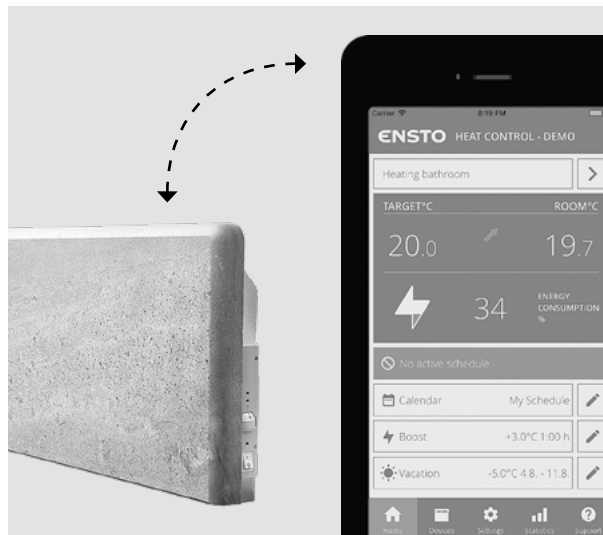 Carrier 8:19 PM
ENSTO HEAT CONTROL - DEMO
Heating bathroom
TARGET°C ROOM°C
20.0 19.7
34 ENERGY
CONSUMPTION
%
No active schedule
Calendar My Schedule
Boost +3.0°C 1:00 h
Vacation -5.0°C 4.8. - 11.8.
Home Devices Settings Statistics Support